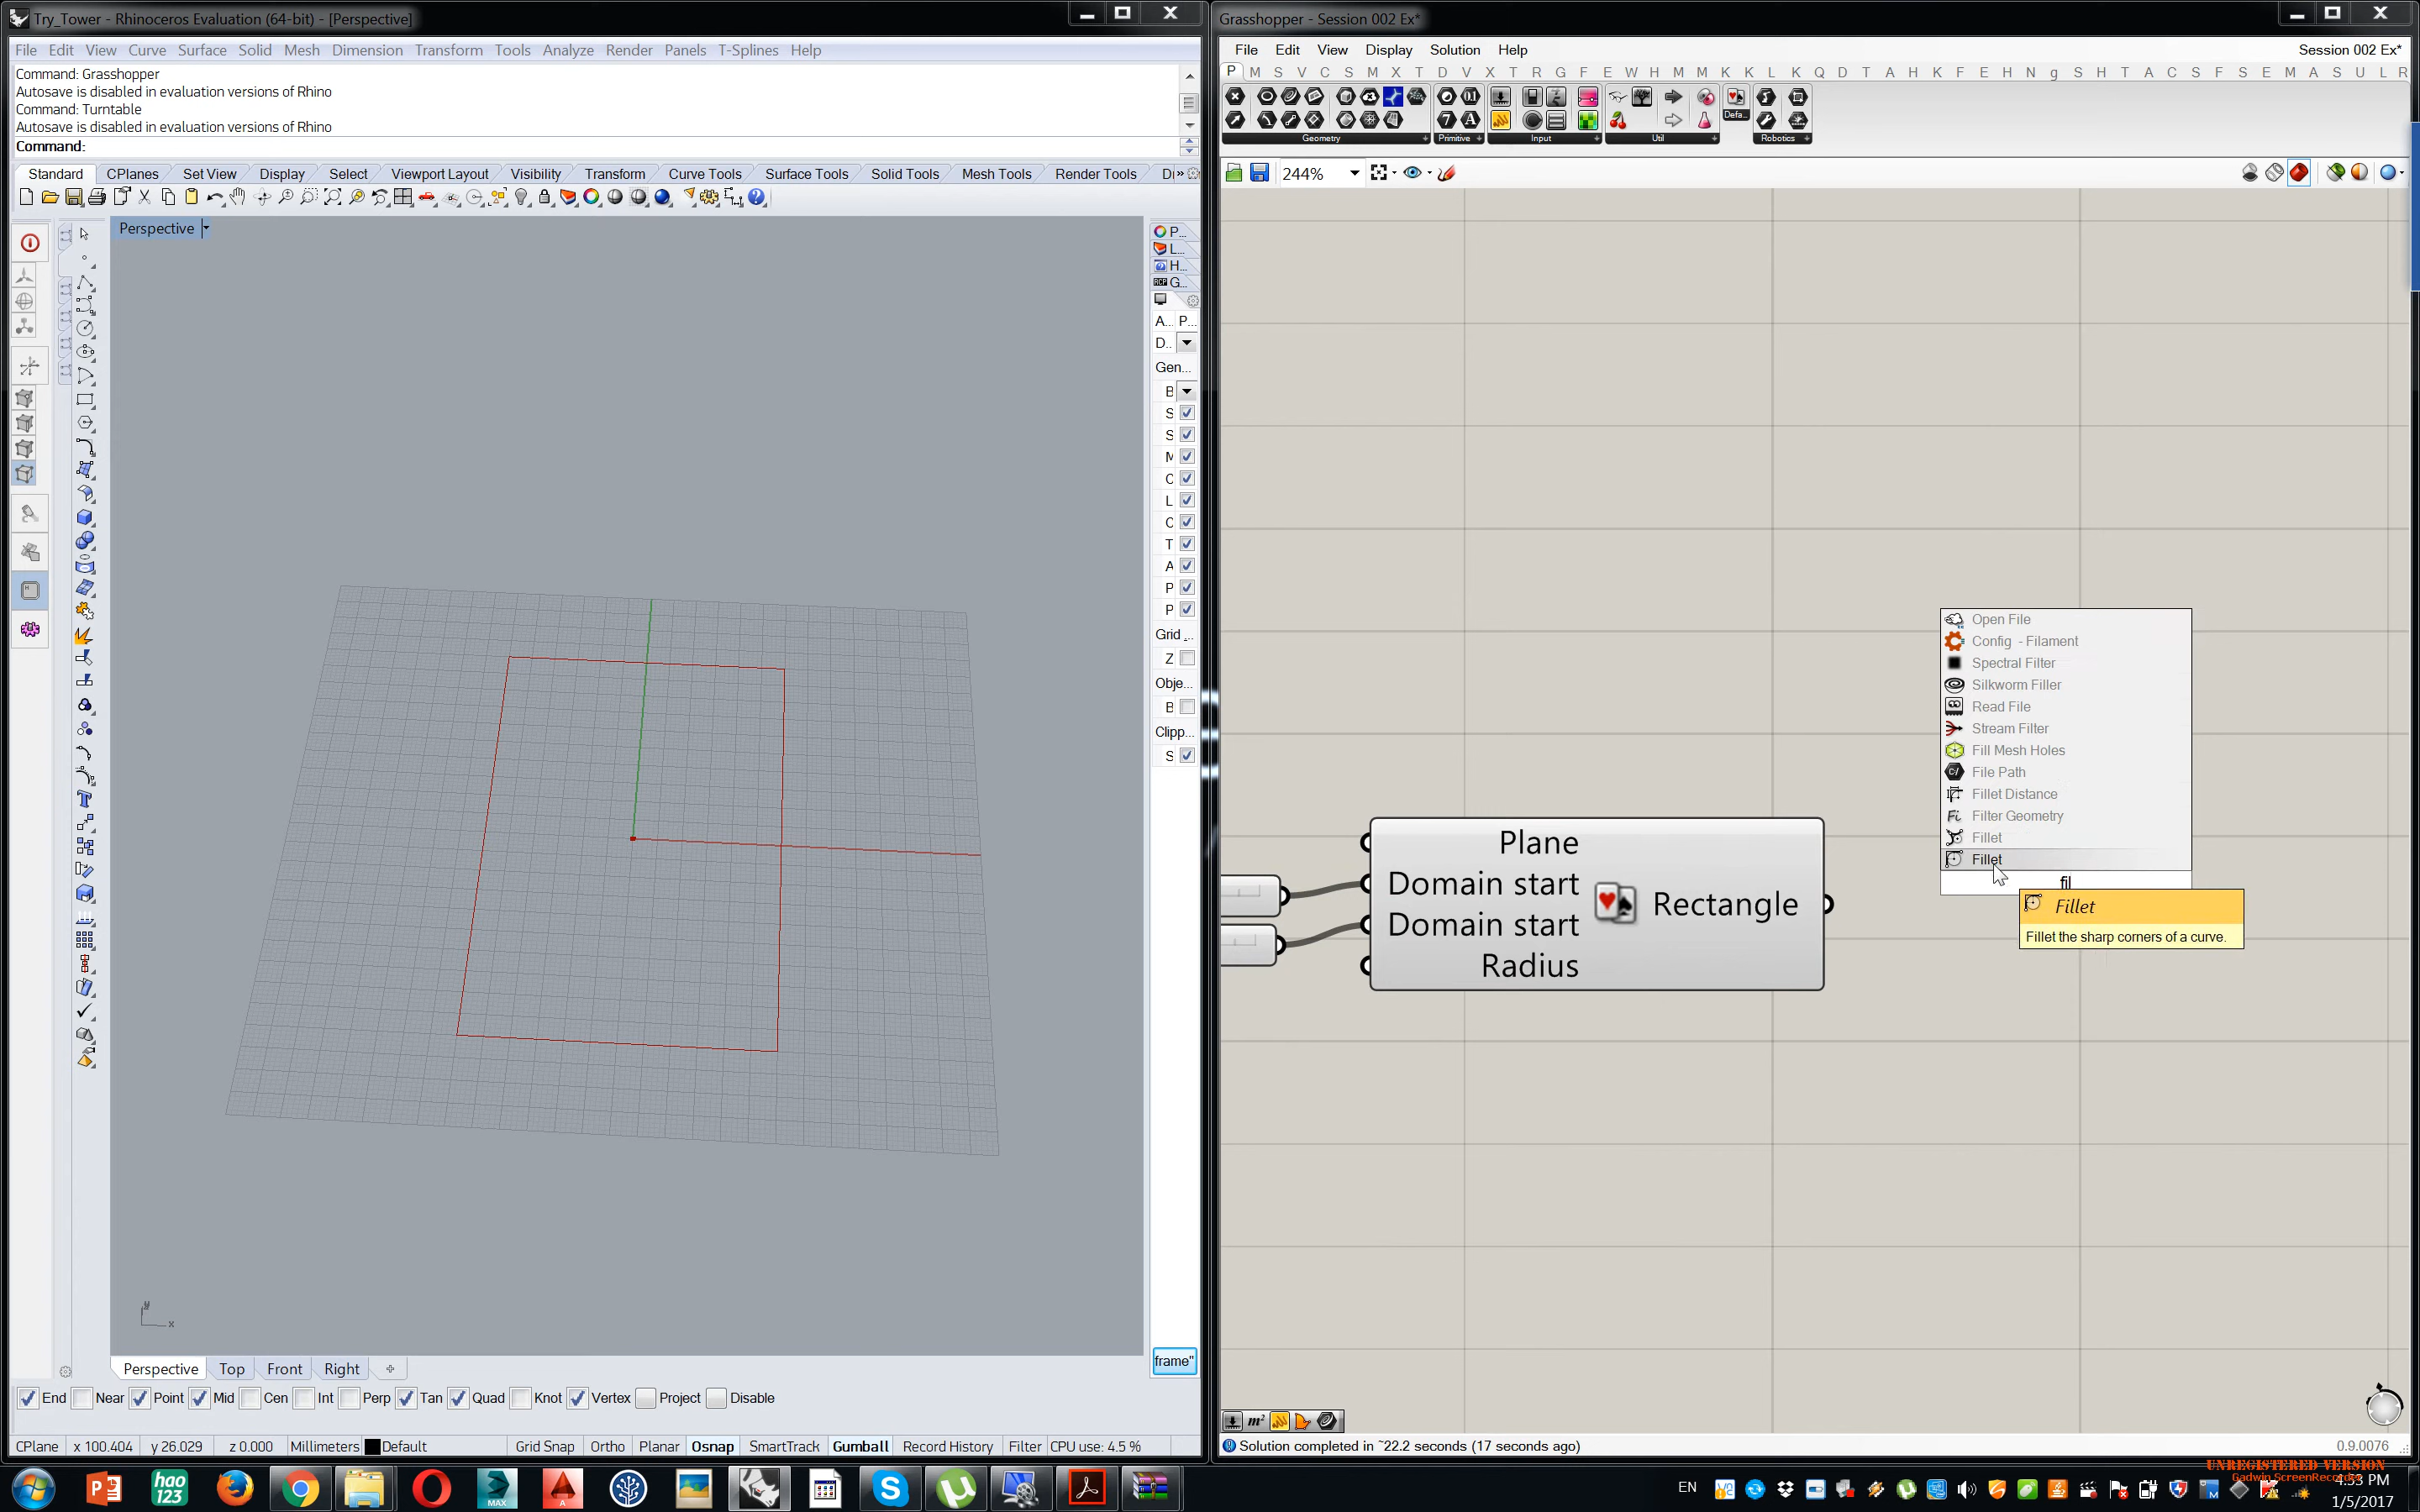 Try_Tower - Rhinoceros Evaluation (64-bit) - [Perspective]
File Edit View Curve Surface Solid Mesh Dimension Transform Tools Analyze Render Panels T-Splines Help
Command: Grasshopper
Autosave is disabled in evaluation versions of Rhino
Command: Turntable
Autosave is disabled in evaluation versions of Rhino
Command:
Standard CPlanes Set View Display Select Viewport Layout Visibility Transform Curve Tools Surface Tools Solid Tools Mesh Tools Render Tools
Perspective
P...
L...
H...
G...
A... P...
D...
Gen...
B
S
S
M
C
L
C
T
A
P
P
Grid ...
Z
Obje...
B
Clipp...
S
frame"
y
x
Perspective Top Front Right
End Near Point Mid Cen Int Perp Tan Quad Knot Vertex Project Disable
CPlane x 100.404 y 26.029 z 0.000 Millimeters Default Grid Snap Ortho Planar Osnap SmartTrack Gumball Record History Filter CPU use: 4.5 %
Grasshopper - Session 002 Ex*
File Edit View Display Solution Help Session 002 Ex*
P M S V C S M X T D V X T R G F E W H M M K K L K Q D T A H K F E H N g S H T A C S F S E M A S U L R
Defa...
Geometry Primitive Input Util Robotics
244%
Open File
Config - Filament
Spectral Filter
Silkworm Filler
Read File
Stream Filter
Fill Mesh Holes
File Path
Fillet Distance
Filter Geometry
Fillet
Fillet
fil
Fillet
Fillet the sharp corners of a curve.
Plane
Domain start
Domain start
Radius
Rectangle
Solution completed in ~22.2 seconds (17 seconds ago)
0.9.0076
UNREGISTERED VERSION
Gadwin ScreenRecorder
hao
123
MAX
EN
4:53 PM
1/5/2017